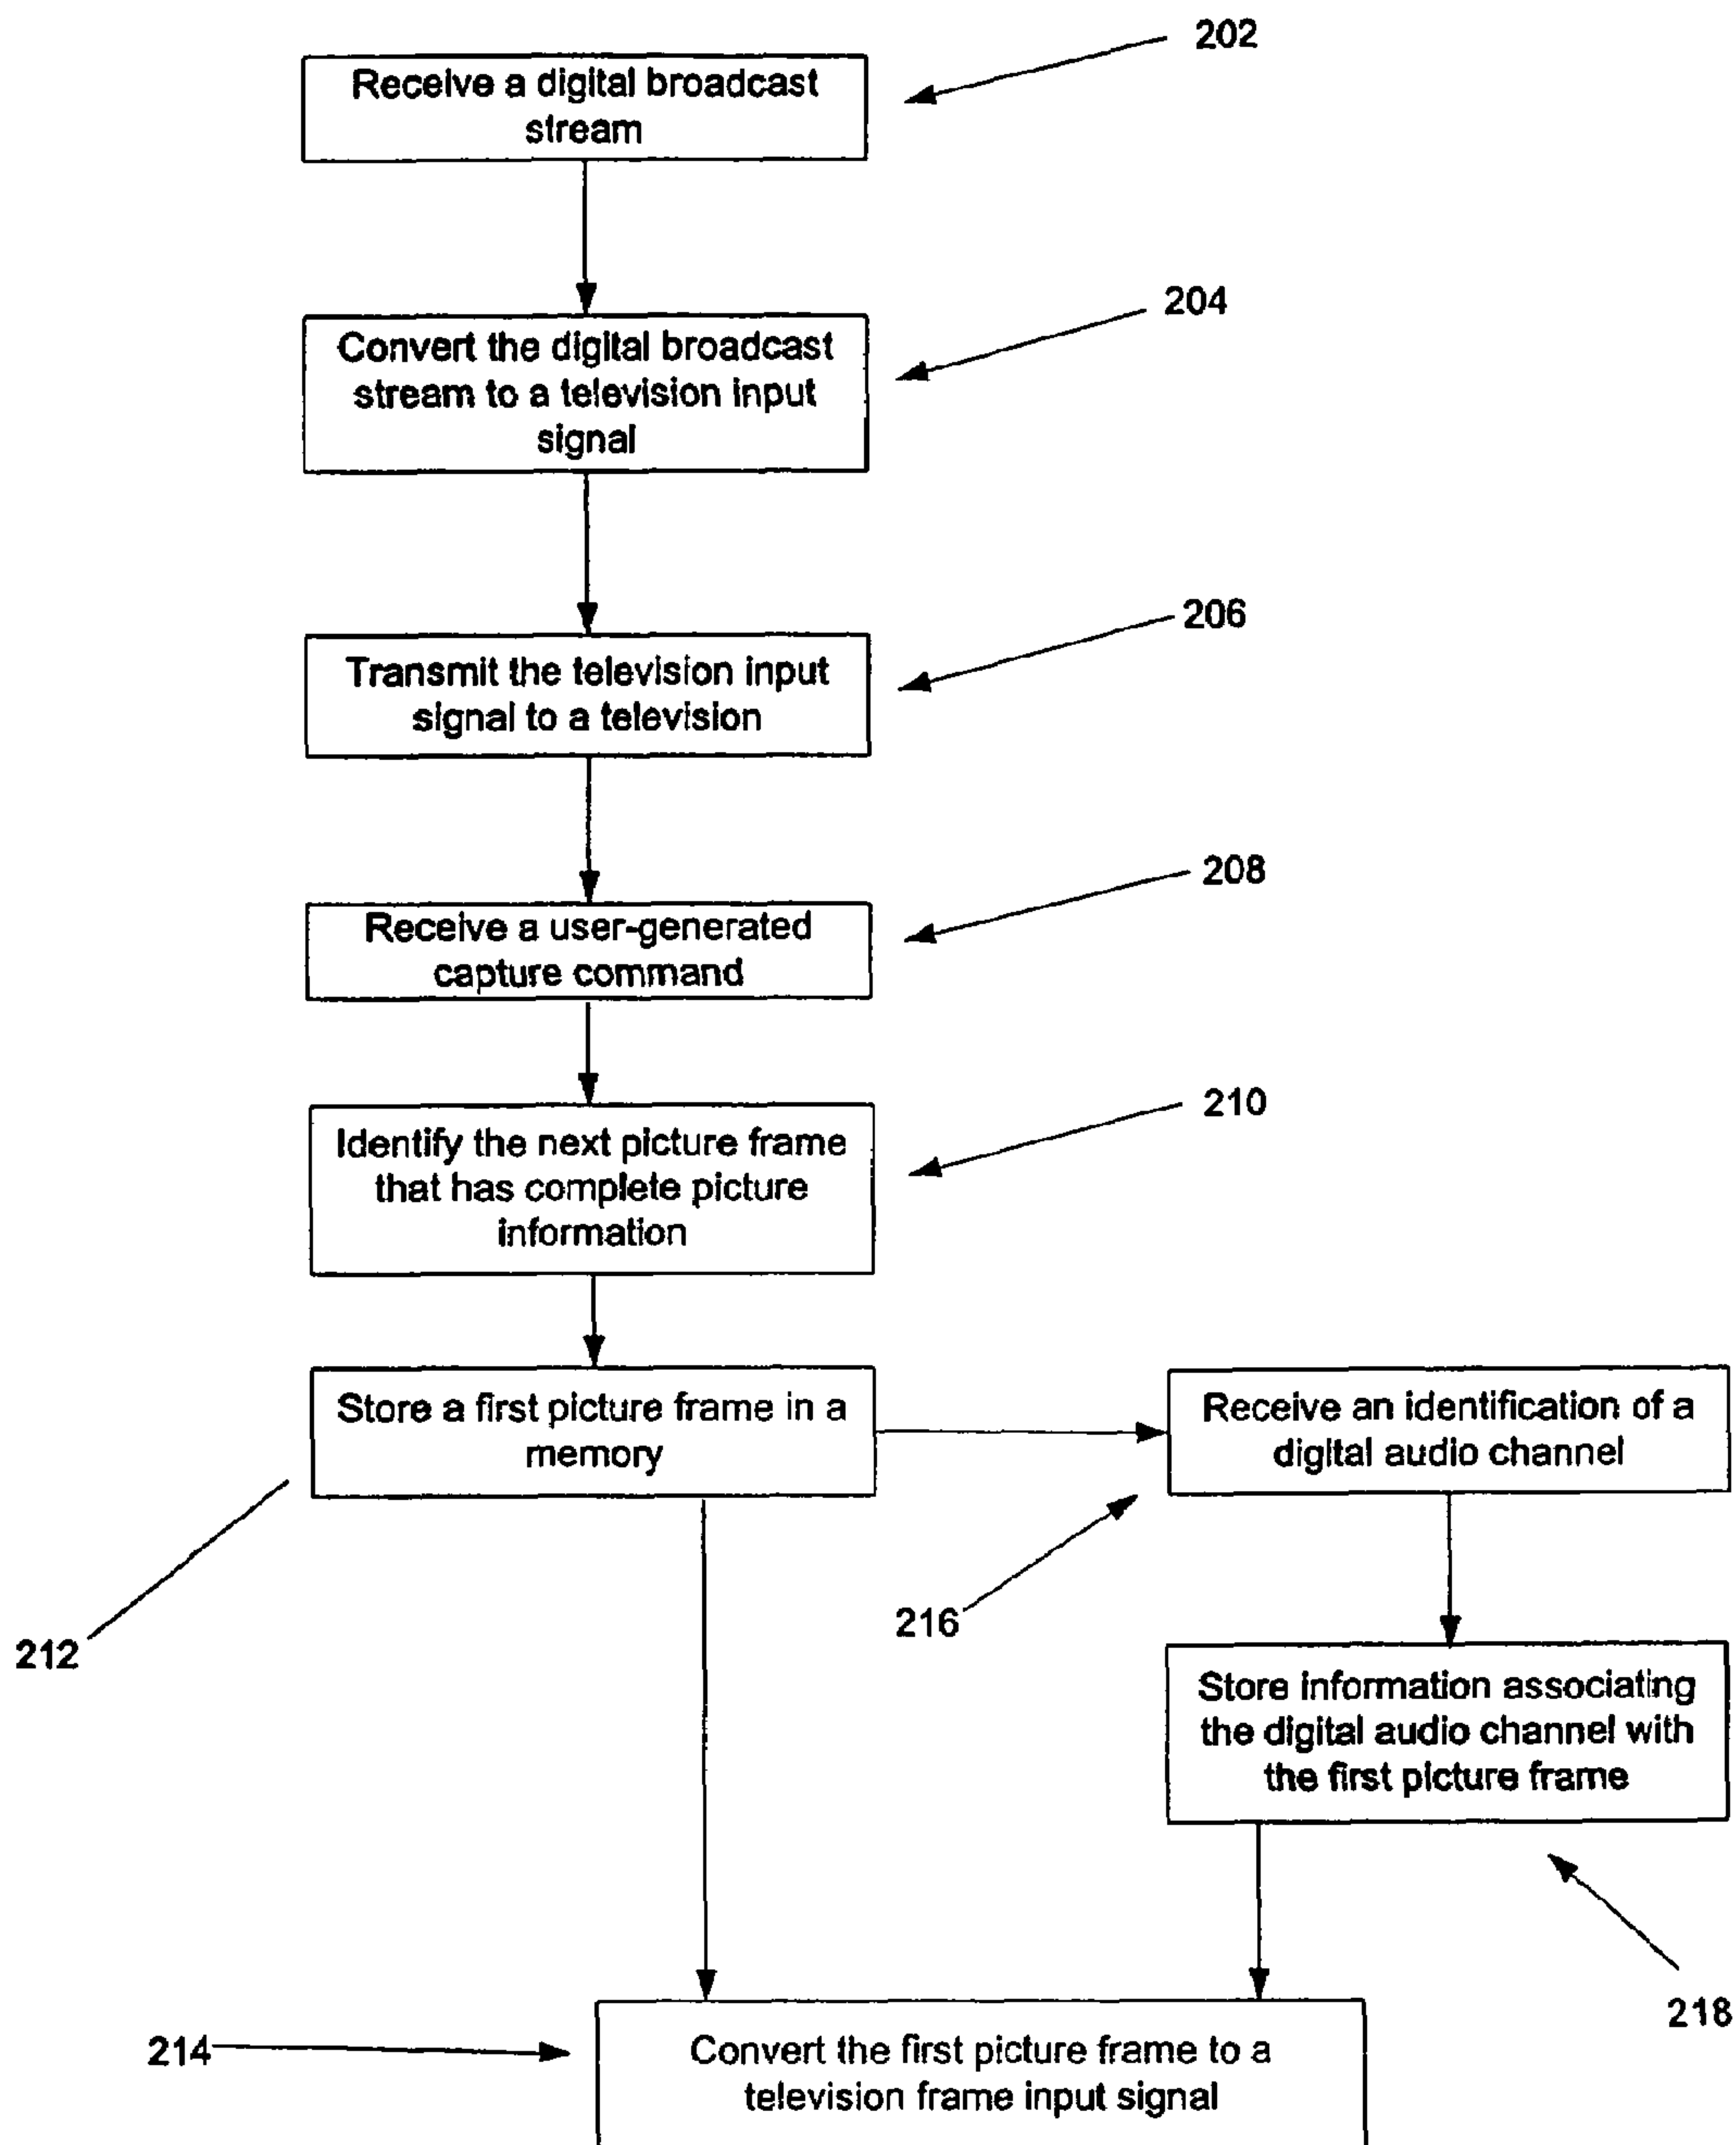 202
Receive a digital broadcast
stream
204
Convert the digital broadcast
stream to a television input
signal
206
Transmit the television input
signal to a television
208
Receive a user-generated
capture command
210
Identify the next picture frame
that has complete picture
information
Store a first picture frame in a
memory
Receive an identification of a
digital audio channel
212
216
Store information associating
the digital audio channel with
the first picture frame
218
214
Convert the first picture frame to a
television frame input signal